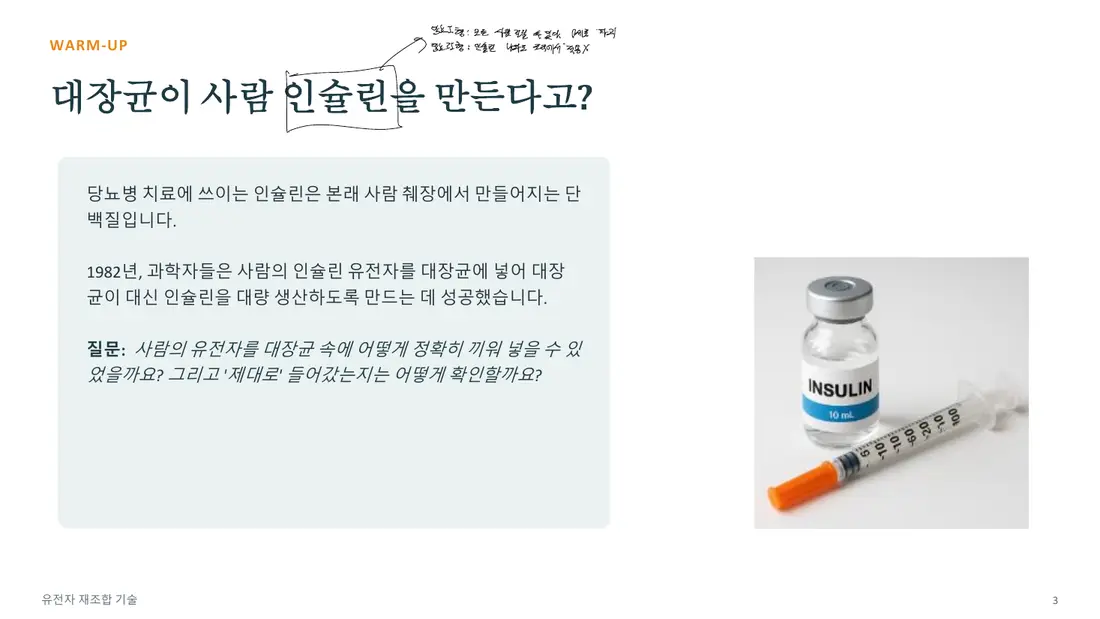 WARM-UP
대장균이 사람 인슐린을 만든다고?
당뇨병 치료에 쓰이는 인슐린은 본래 사람 췌장에서 만들어지는 단
백질입니다.
1982년, 과학자들은 사람의 인슐린 유전자를 대장균에 넣어 대장
균이 대신 인슐린을 대량 생산하도록 만드는 데 성공했습니다.
질문: 사람의 유전자를 대장균 속에 어떻게 정확히 끼워 넣을 수 있
었을까요? 그리고 '제대로' 들어갔는지는 어떻게 확인할까요?
INSULIN
10 mL
유전자 재조합 기술
3